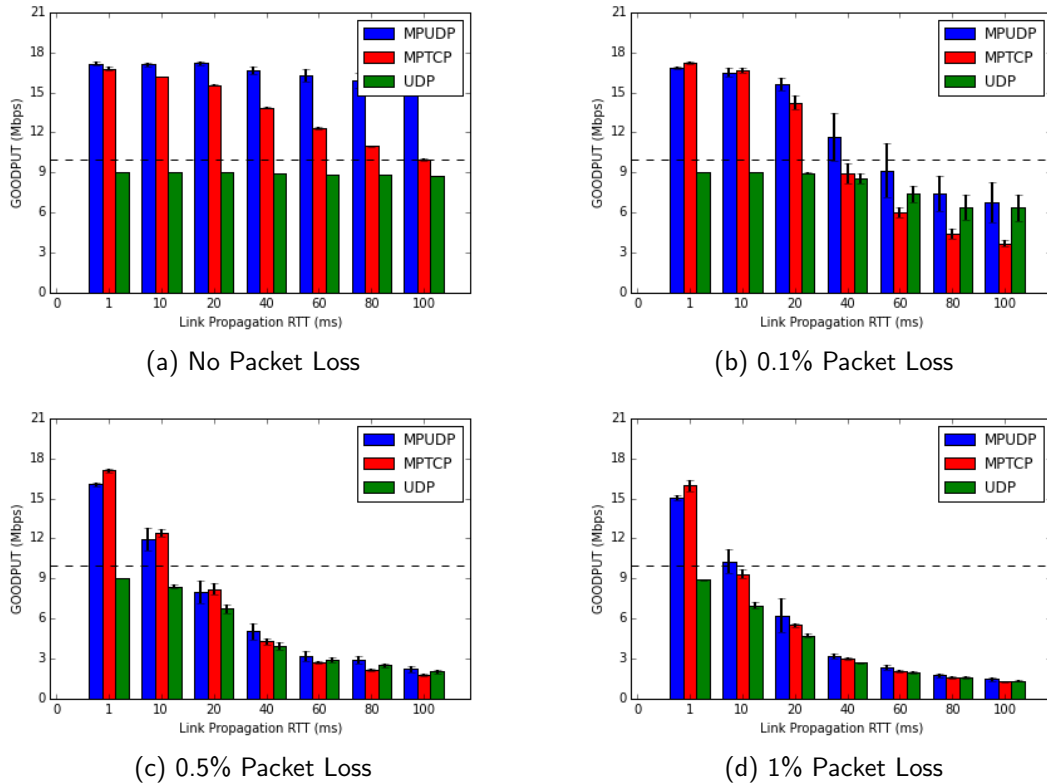 21
18
15
12
9
6
3
0
GOODPUT (Mbps)
MPUDP
MPTCP
UDP
0 1 10 20 40 60 80 100
Link Propagation RTT (ms)
(a) No Packet Loss
21
18
15
12
9
6
3
0
GOODPUT (Mbps)
MPUDP
MPTCP
UDP
0 1 10 20 40 60 80 100
Link Propagation RTT (ms)
(b) 0.1% Packet Loss
21
18
15
12
9
6
3
0
GOODPUT (Mbps)
MPUDP
MPTCP
UDP
0 1 10 20 40 60 80 100
Link Propagation RTT (ms)
(c) 0.5% Packet Loss
21
18
15
12
9
6
3
0
GOODPUT (Mbps)
MPUDP
MPTCP
UDP
0 1 10 20 40 60 80 100
Link Propagation RTT (ms)
(d) 1% Packet Loss